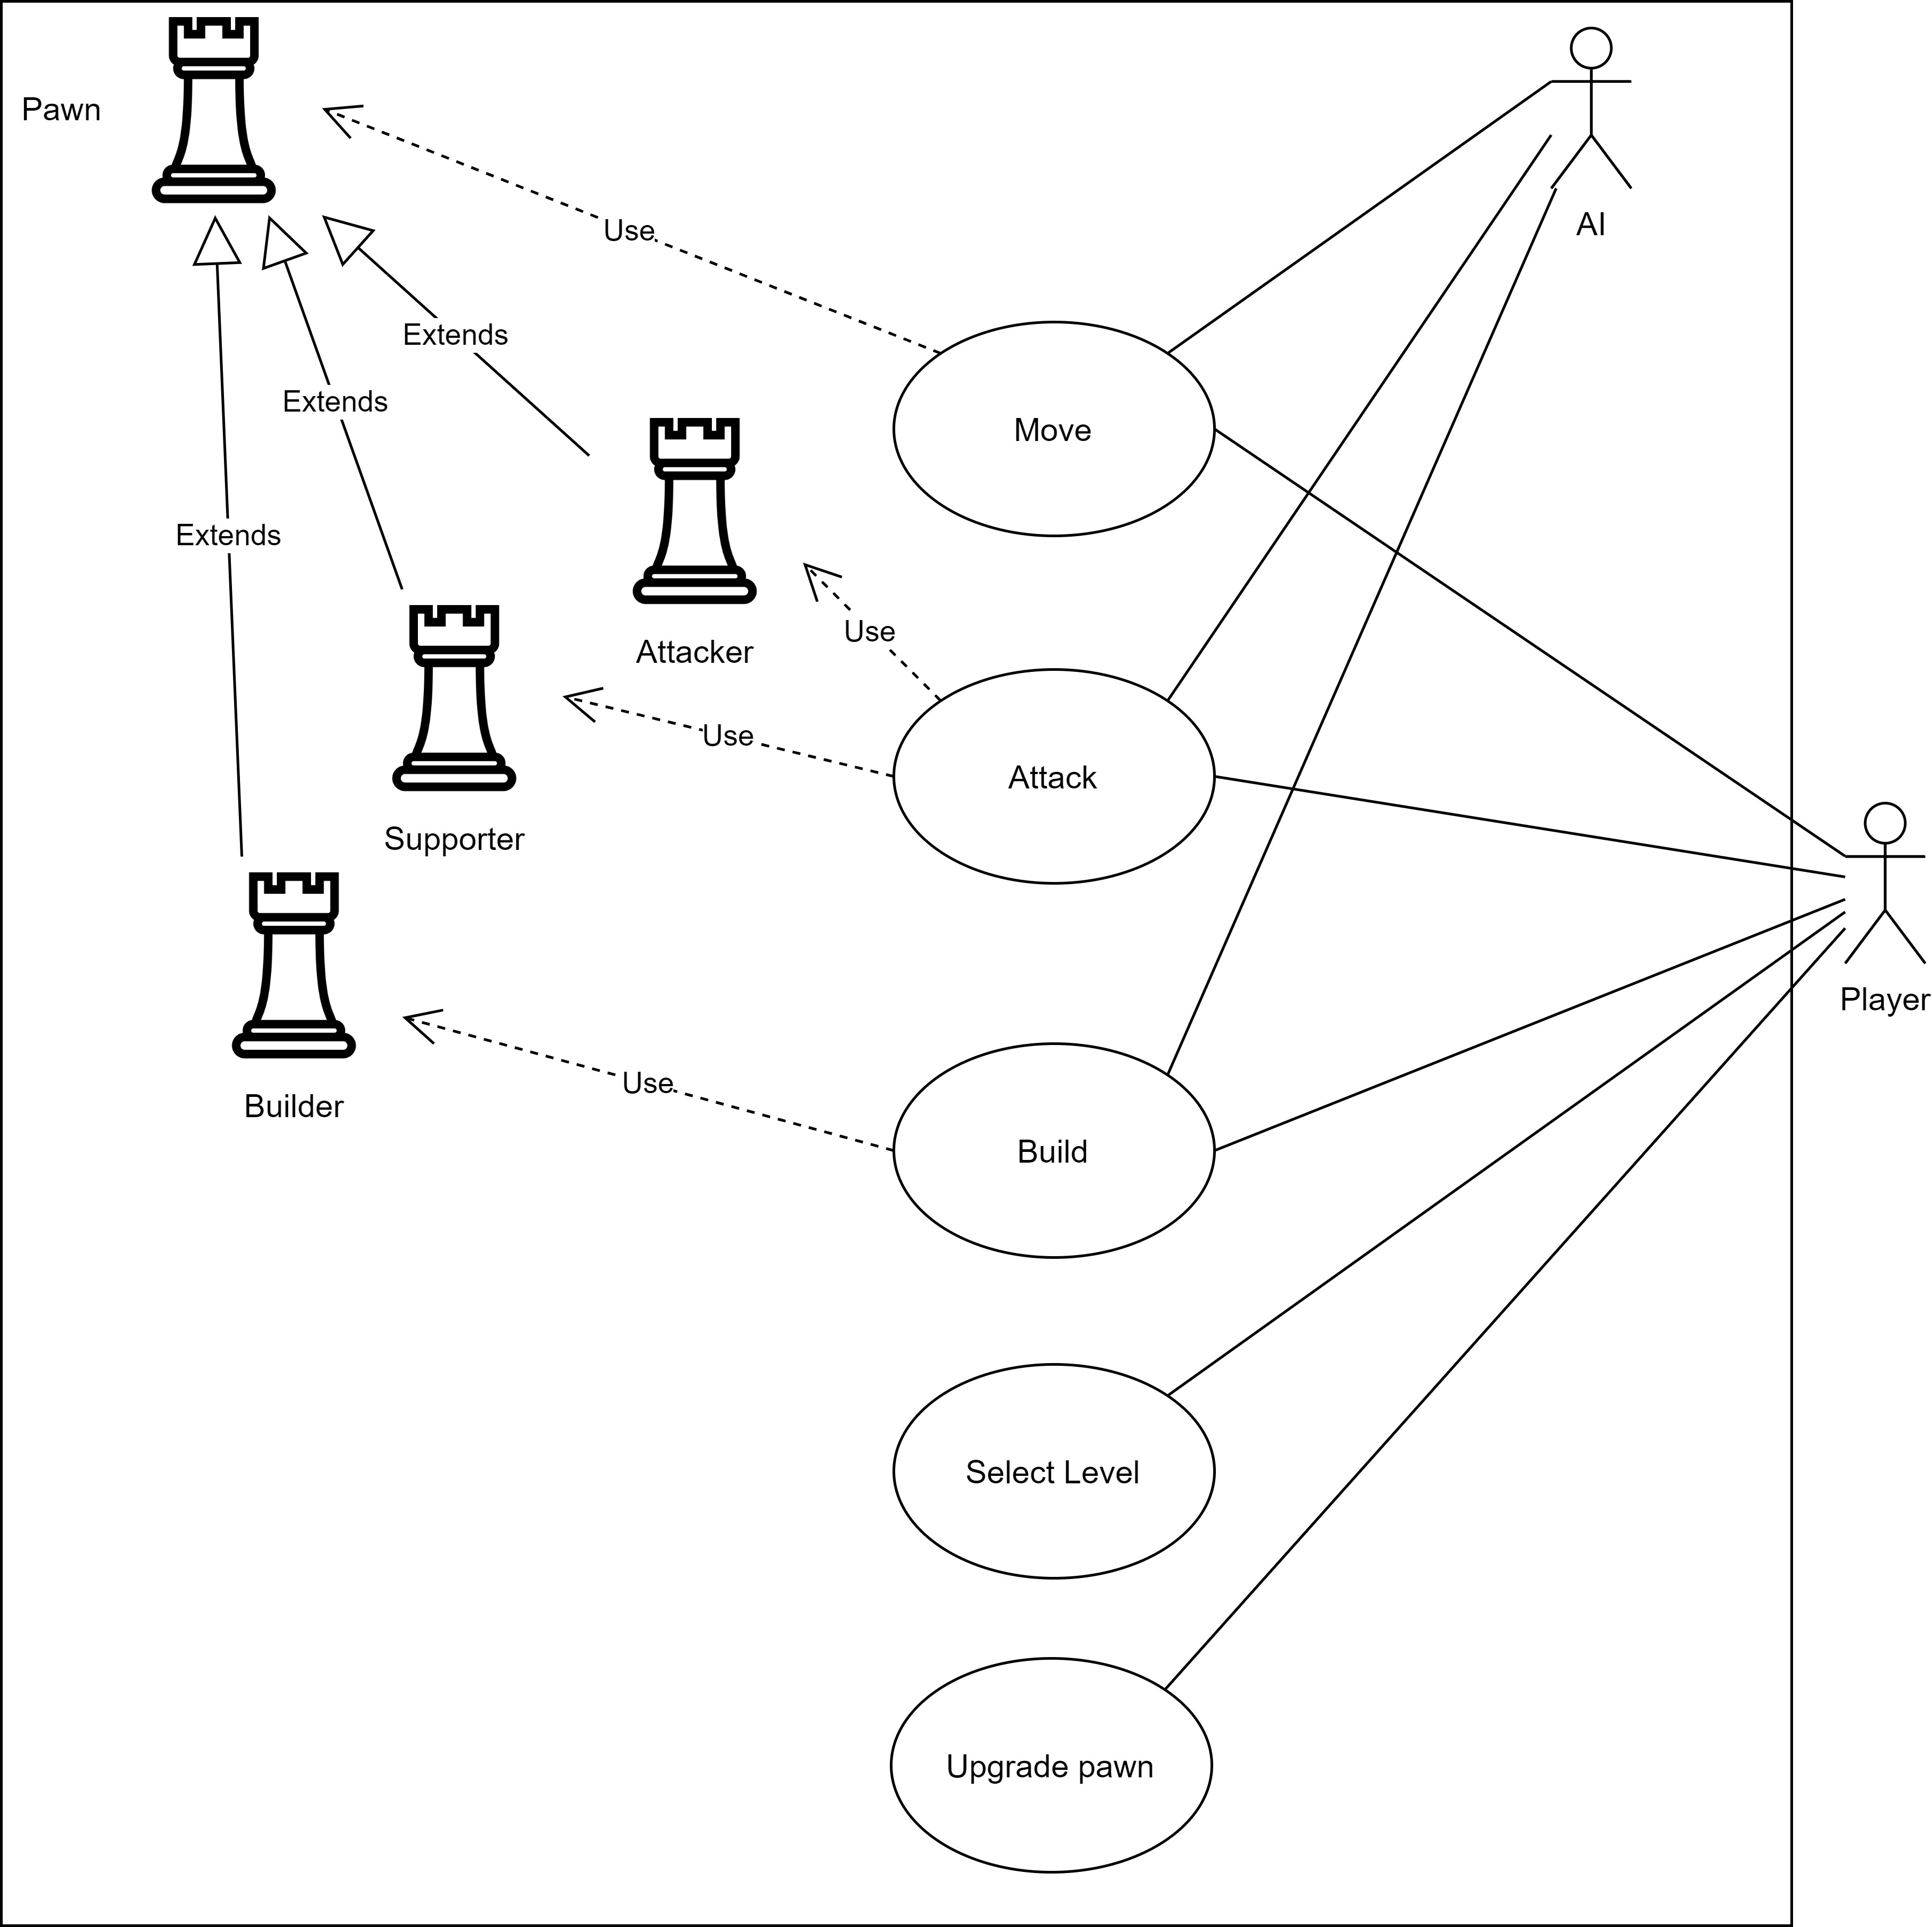 Pawn
AI
Use
Extends
Extends
Move
Extends
Use
Attacker
Use
Attack
Supporter
Player
Use
Builder
Build
Select Level
Upgrade pawn